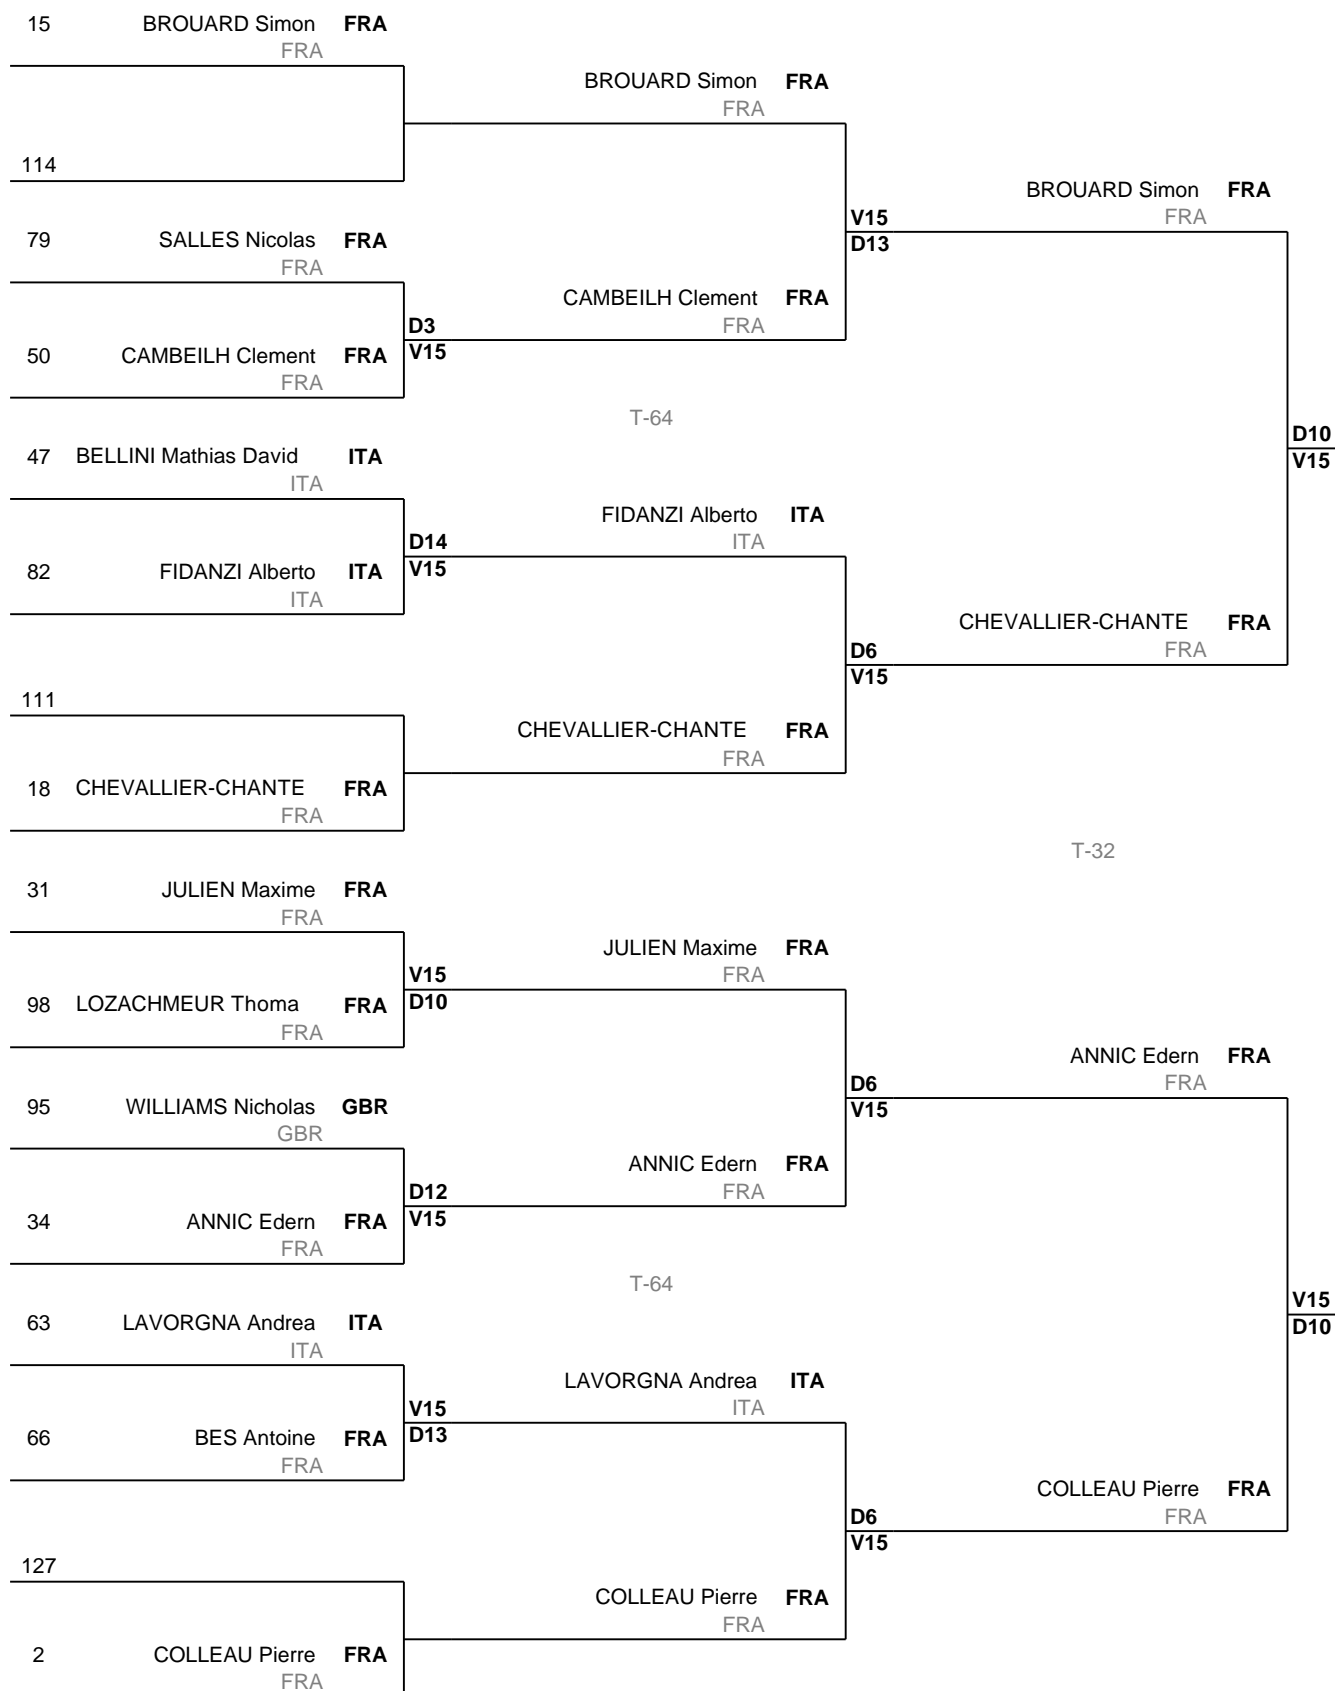 15 BROUARD Simon FRA
FRA
BROUARD Simon FRA
FRA
114
BROUARD Simon FRA
FRA
V15
D13
79 SALLES Nicolas FRA
FRA
CAMBEILH Clement FRA
FRA
D3
V15
50 CAMBEILH Clement FRA
FRA
T-64
D10
V15
47 BELLINI Mathias David ITA
ITA
FIDANZI Alberto ITA
ITA
D14
V15
82 FIDANZI Alberto ITA
ITA
CHEVALLIER-CHANTE FRA
FRA
D6
V15
111
CHEVALLIER-CHANTE FRA
FRA
18 CHEVALLIER-CHANTE FRA
FRA
T-32
31 JULIEN Maxime FRA
FRA
JULIEN Maxime FRA
FRA
V15
D10
98 LOZACHMEUR Thoma FRA
FRA
ANNIC Edern FRA
FRA
D6
V15
95 WILLIAMS Nicholas GBR
GBR
ANNIC Edern FRA
FRA
D12
V15
34 ANNIC Edern FRA
FRA
T-64
V15
D10
63 LAVORGNA Andrea ITA
ITA
LAVORGNA Andrea ITA
ITA
V15
D13
66 BES Antoine FRA
FRA
COLLEAU Pierre FRA
FRA
D6
V15
127
COLLEAU Pierre FRA
FRA
2 COLLEAU Pierre FRA
FRA